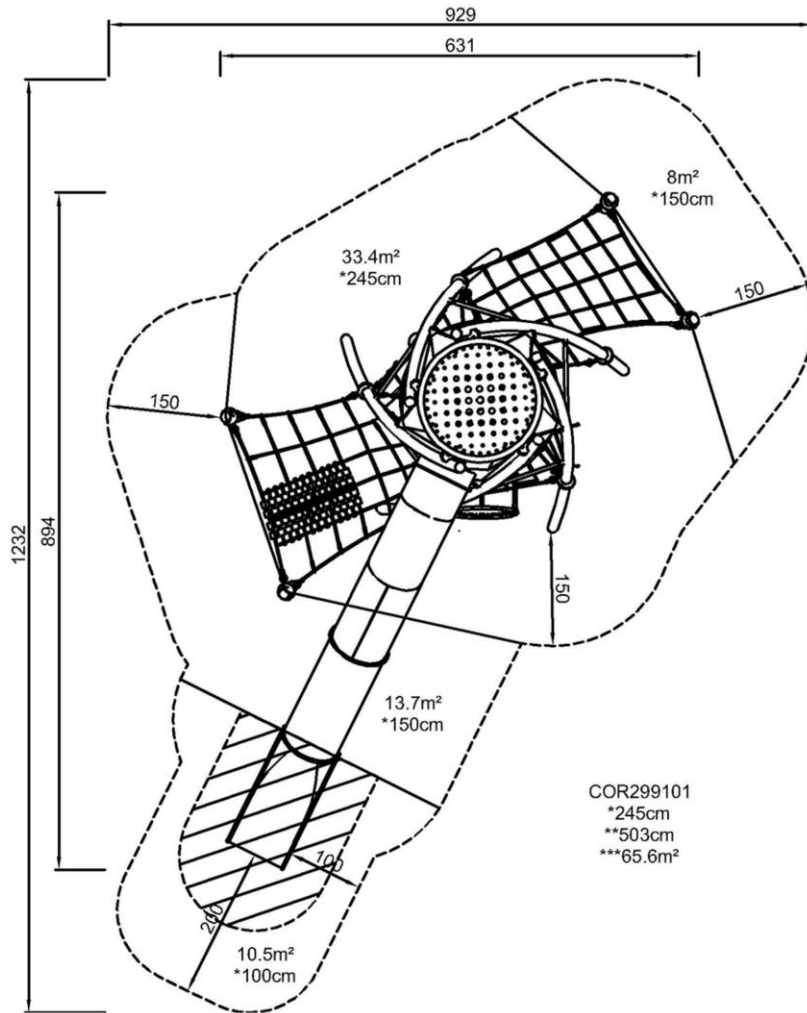 929
631
8m²
*150cm
33.4m²
*245cm
150
150
1232
894
150
13.7m²
*150cm
COR299101
*245cm
**503cm
***65.6m²
100
200
10.5m²
*100cm